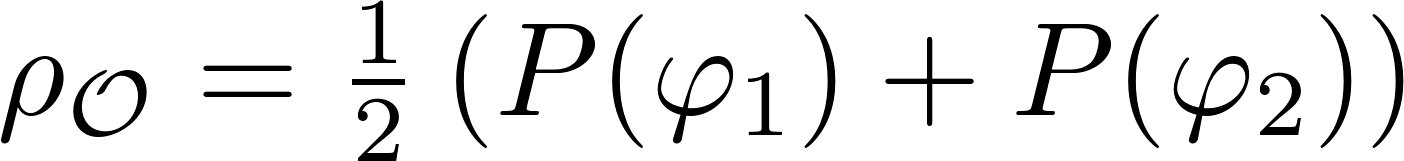 ρ_𝒪 = 1/2 (P(φ₁) + P(φ₂))